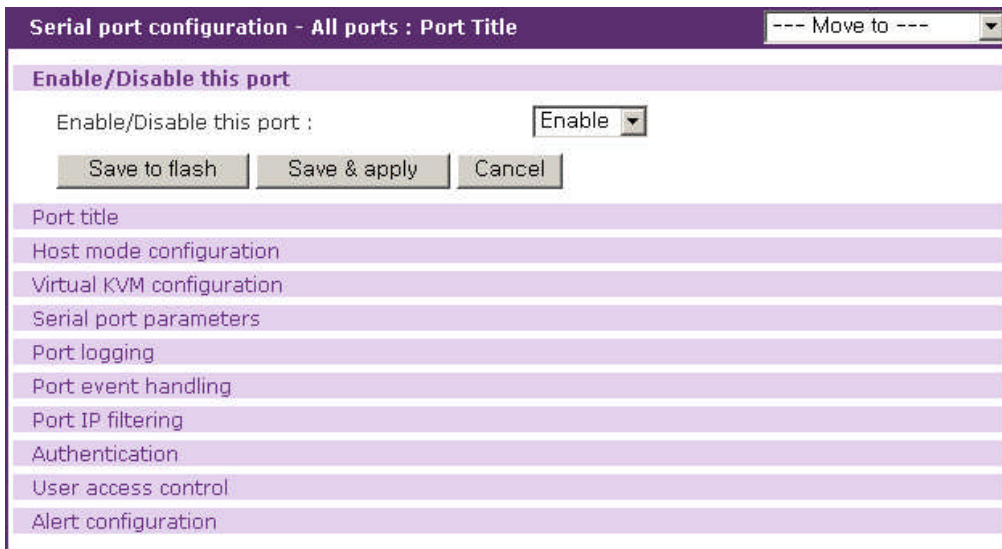 Serial port configuration - All ports : Port Title --- Move to ---
Enable/Disable this port
Enable/Disable this port : Enable
Save to flash Save & apply Cancel
Port title
Host mode configuration
Virtual KVM configuration
Serial port parameters
Port logging
Port event handling
Port IP filtering
Authentication
User access control
Alert configuration